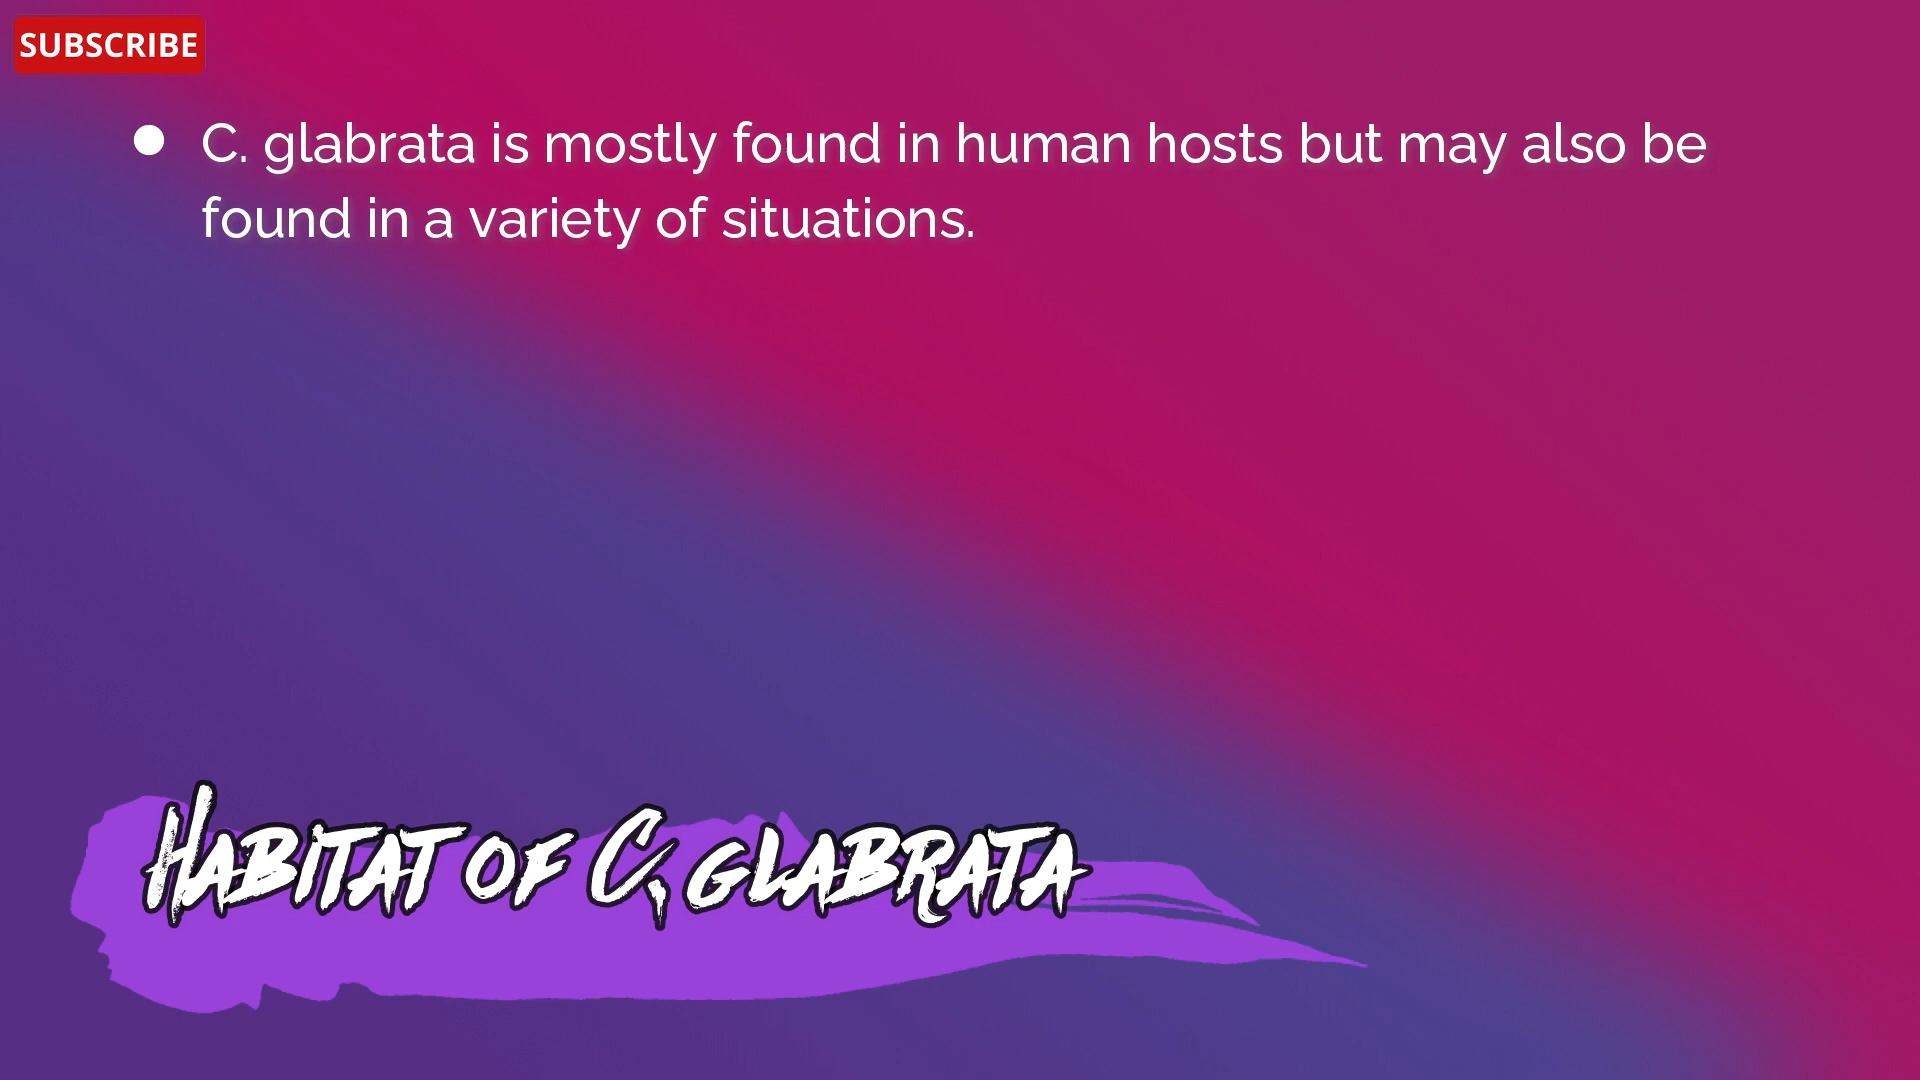 SUBSCRIBE
● C. glabrata is mostly found in human hosts but may also be
found in a variety of situations.
Habitat of C. glabrata